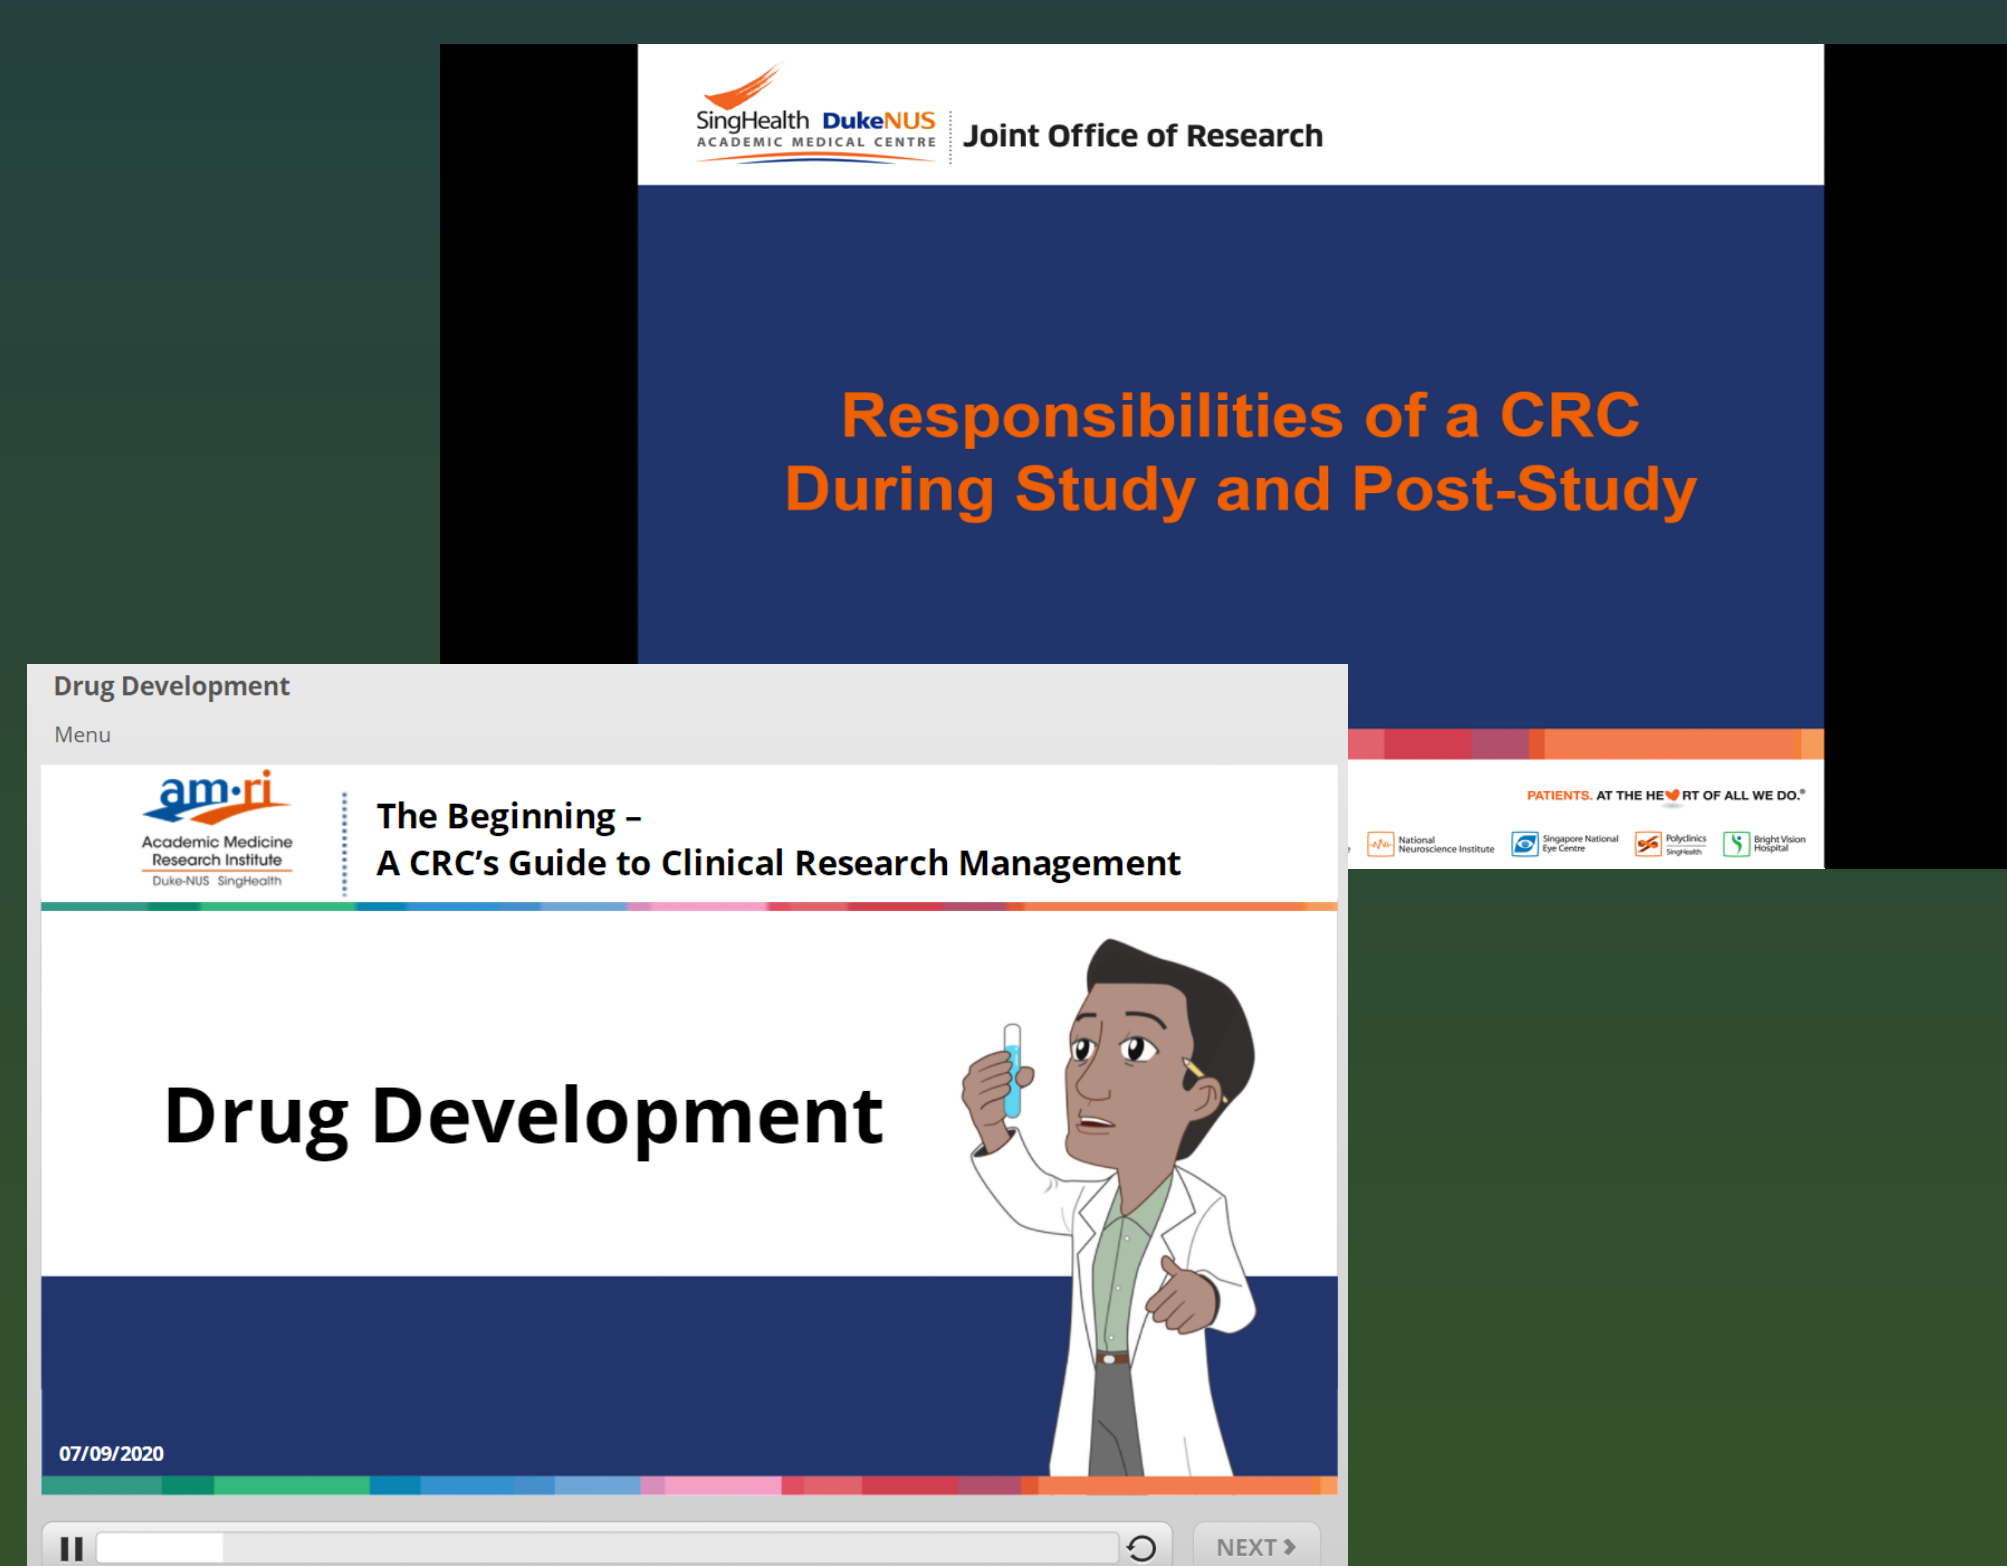 SingHealth DukeNUS
ACADEMIC MEDICAL CENTRE
Joint Office of Research
Responsibilities of a CRC
During Study and Post-Study
PATIENTS. AT THE HE RT OF ALL WE DO.®
National
Neuroscience Institute
Singapore National
Eye Centre
Polyclinics
SingHealth
Bright Vision
Hospital
Drug Development
Menu
am·ri
Academic Medicine
Research Institute
Duke-NUS SingHealth
The Beginning –
A CRC's Guide to Clinical Research Management
Drug Development
07/09/2020
NEXT